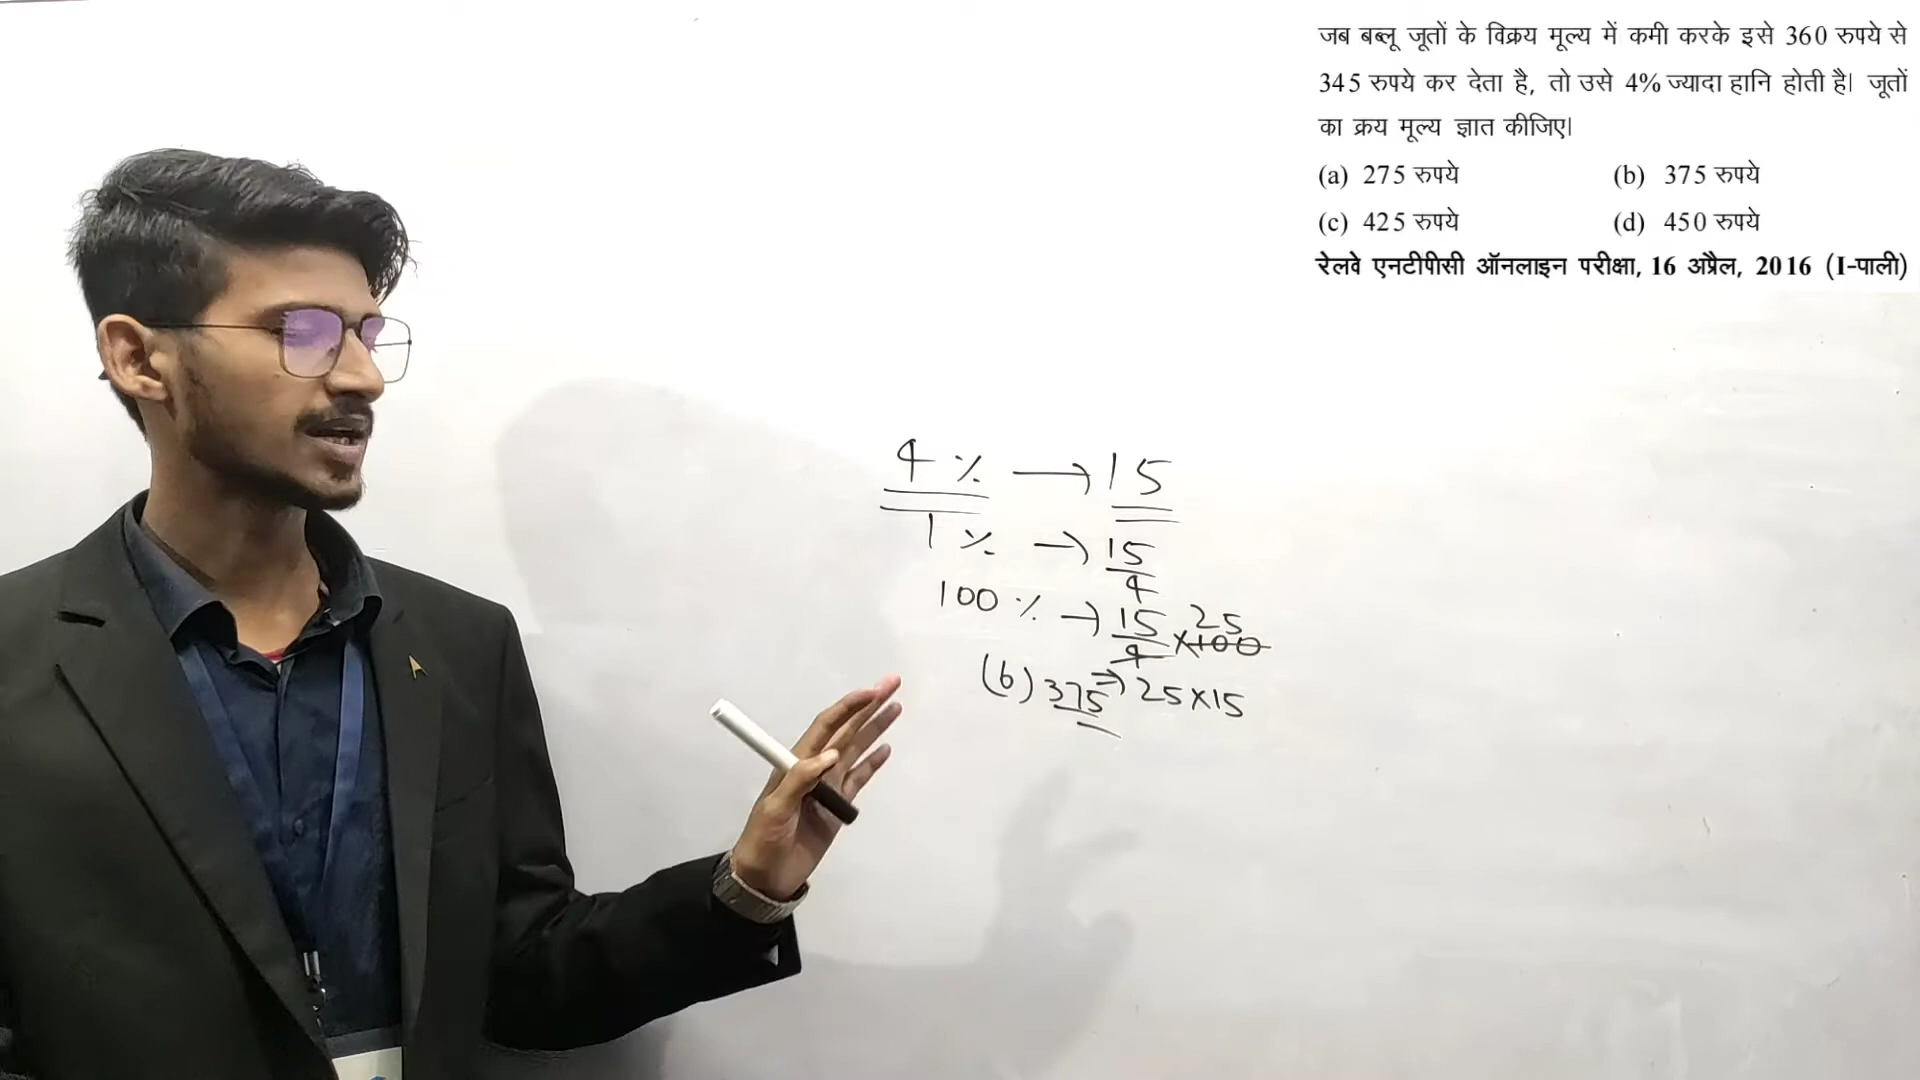 जब बब्लू जूतों के विक्रय मूल्य में कमी करके इसे 360 रुपये से
345 रुपये कर देता है, तो उसे 4% ज्यादा हानि होती है। जूतों
का क्रय मूल्य ज्ञात कीजिए।
(a) 275 रुपये (b) 375 रुपये
(c) 425 रुपये (d) 450 रुपये
रेलवे एनटीपीसी ऑनलाइन परीक्षा, 16 अप्रैल, 2016 (I-पाली)
4 % → 15
1 % → 15/4
100 % → 15/4 × 100 25
(b) 375 → 25×15